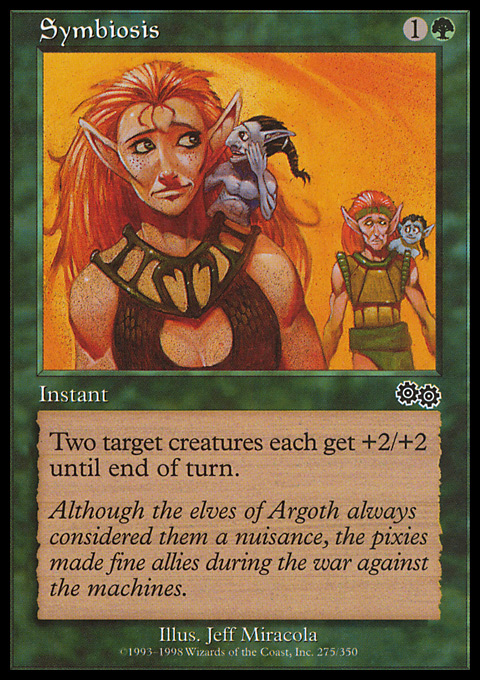 Symbiosis 1
Instant
Two target creatures each get +2/+2
until end of turn.
Although the elves of Argoth always
considered them a nuisance, the pixies
made fine allies during the war against
the machines.
Illus. Jeff Miracola
©1993–1998 Wizards of the Coast, Inc. 275/350